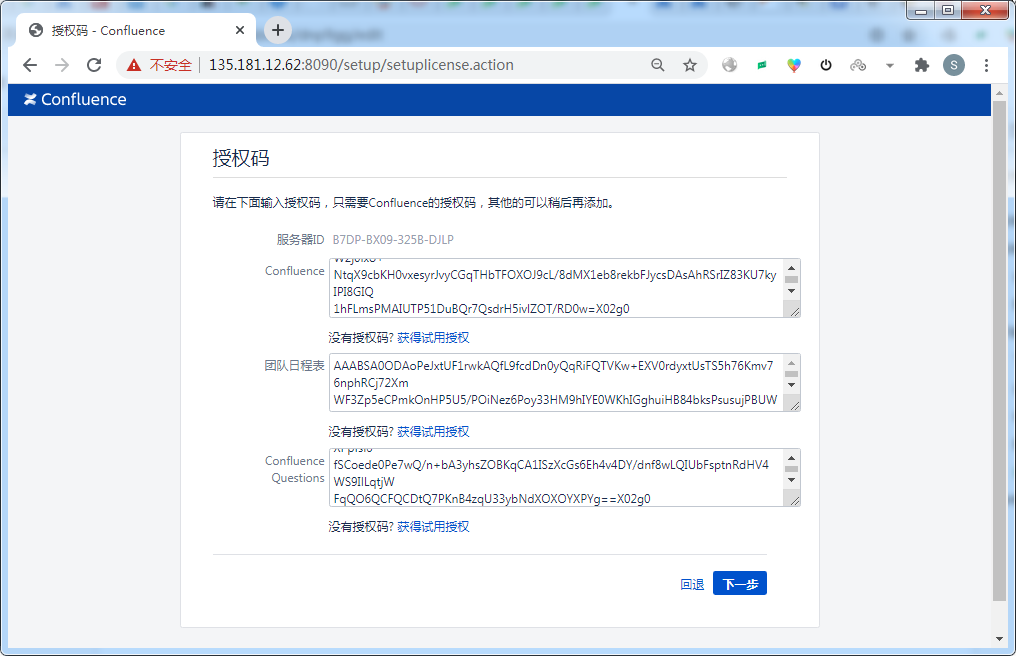 授权码 - Confluence
不安全
135.181.12.62:8090/setup/setuplicense.action
S
Confluence
授权码
请在下面输入授权码，只需要Confluence的授权码，其他的可以稍后再添加。
服务器ID B7DP-BX09-325B-DJLP
Confluence
NtqX9cbKH0vxesyrJvyCGqTHbTFOXOJ9cL/8dMX1eb8rekbFJycsDAsAhRSrIZ83KU7ky
IPI8GIQ
1hFLmsPMAIUTP51DuBQr7QsdrH5ivlZOT/RD0w=X02g0
没有授权码? 获得试用授权
团队日程表
AAABSA0ODAoPeJxtUF1rwkAQfL9fcdDn0yQqRiFQTVKw+EXV0rdyxtUsTS5h76Kmv7
6nphRCj72Xm
WF3Zp5eCPmkOnHP5U5/POiNez6Poy33HM9hIYE0WKhIGghuiHB84bksPsusujPBUW
没有授权码? 获得试用授权
Confluence
Questions
fSCoede0Pe7wQ/n+bA3yhsZOBKqCA1ISzXcGs6Eh4v4DY/dnf8wLQIUbFsptnRdHV4
WS9IlLqtjW
FqQO6QCFQCDtQ7PKnB4zqU33ybNdXOXOYXPYg==X02g0
没有授权码? 获得试用授权
回退 下一步